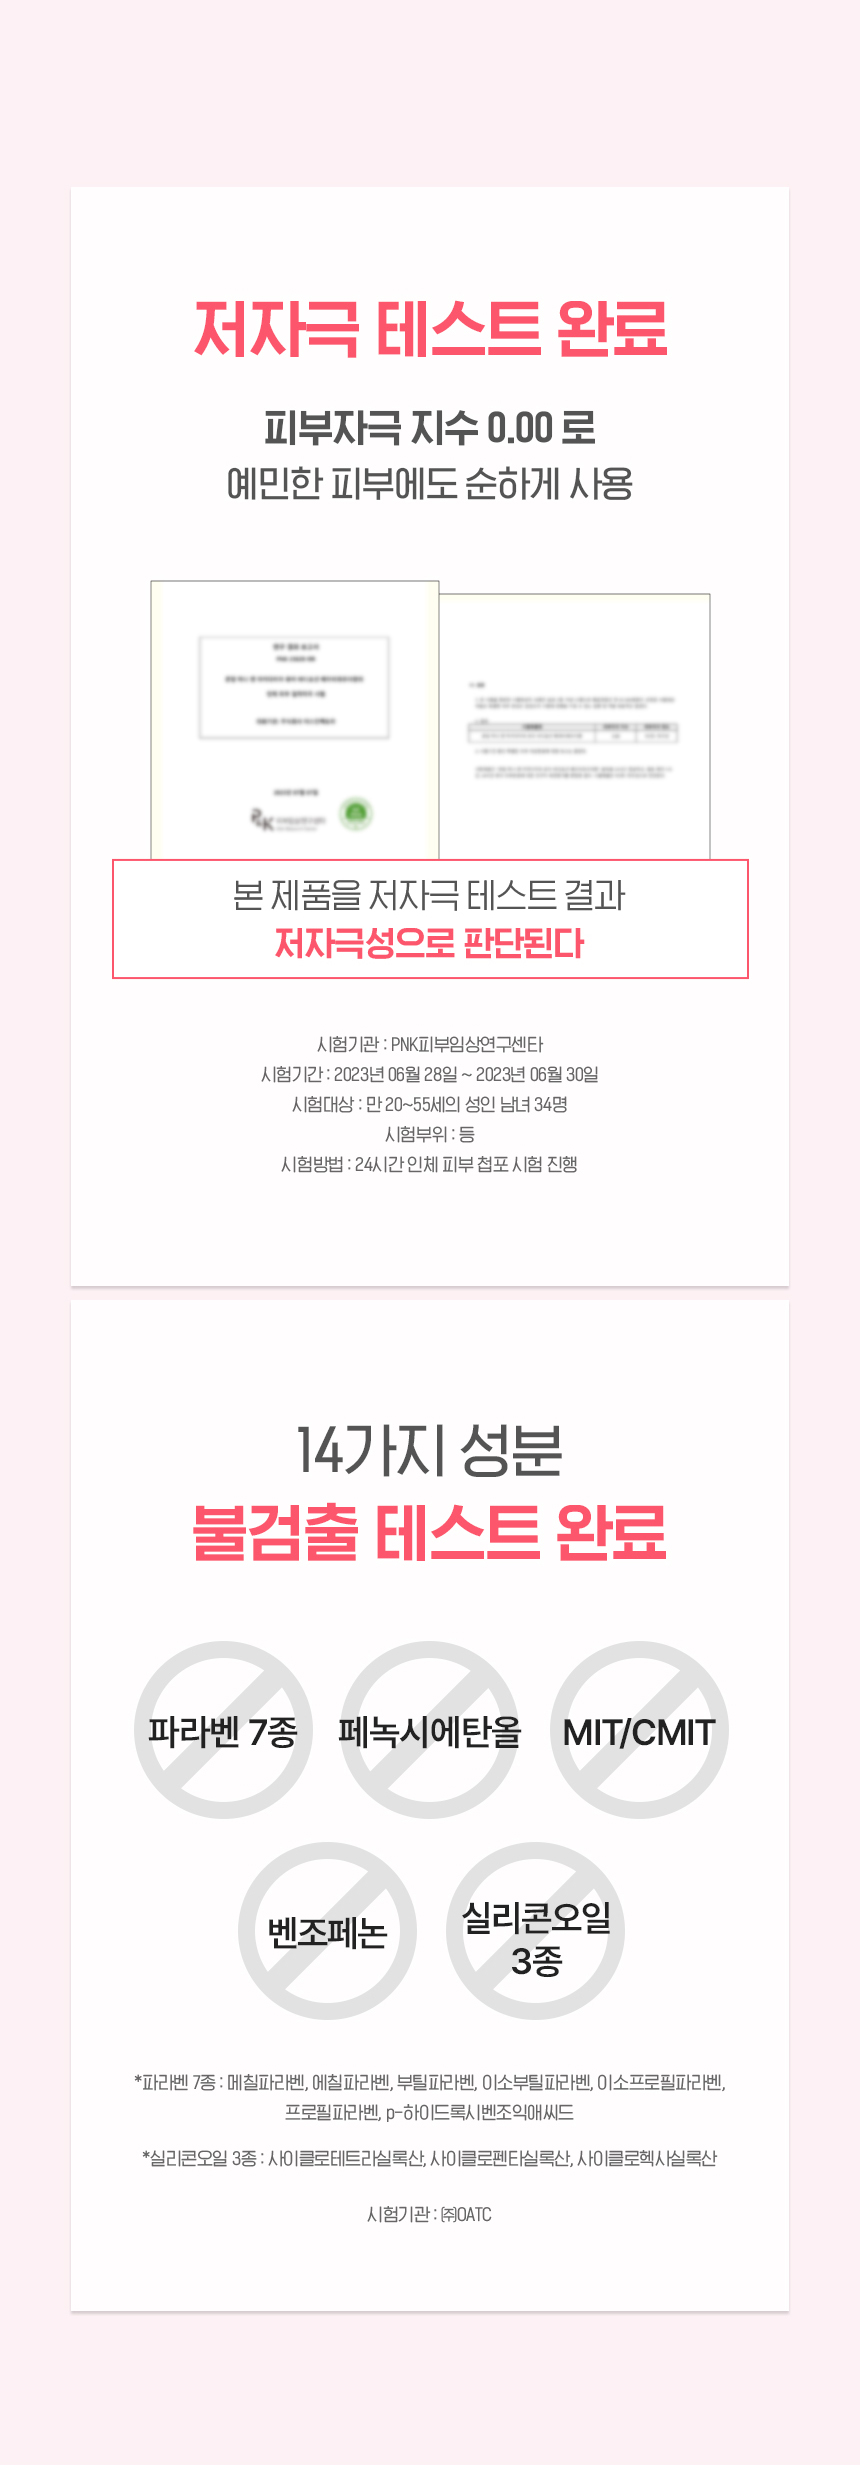 저자극 테스트 완료
피부자극 지수 0.00 로
예민한 피부에도 순하게 사용
본 제품을 저자극 테스트 결과
저자극성으로 판단된다
시험기관 : PNK피부임상연구센타
시험기간 : 2023년 06월 28일 ~ 2023년 06월 30일
시험대상 : 만 20~55세의 성인 남녀 34명
시험부위 : 등
시험방법 : 24시간 인체 피부 첩포 시험 진행
14가지 성분
불검출 테스트 완료
파라벤 7종
페녹시에탄올
MIT/CMIT
벤조페논
실리콘오일
3종
*파라벤 7종 : 메칠파라벤, 에칠파라벤, 부틸파라벤, 이소부틸파라벤, 이소프로필파라벤,
프로필파라벤, p-하이드록시벤조익애씨드
*실리콘오일 3종 : 사이클로테트라실록산, 사이클로펜타실록산, 사이클로헥사실록산
시험기관 : ㈜OATC